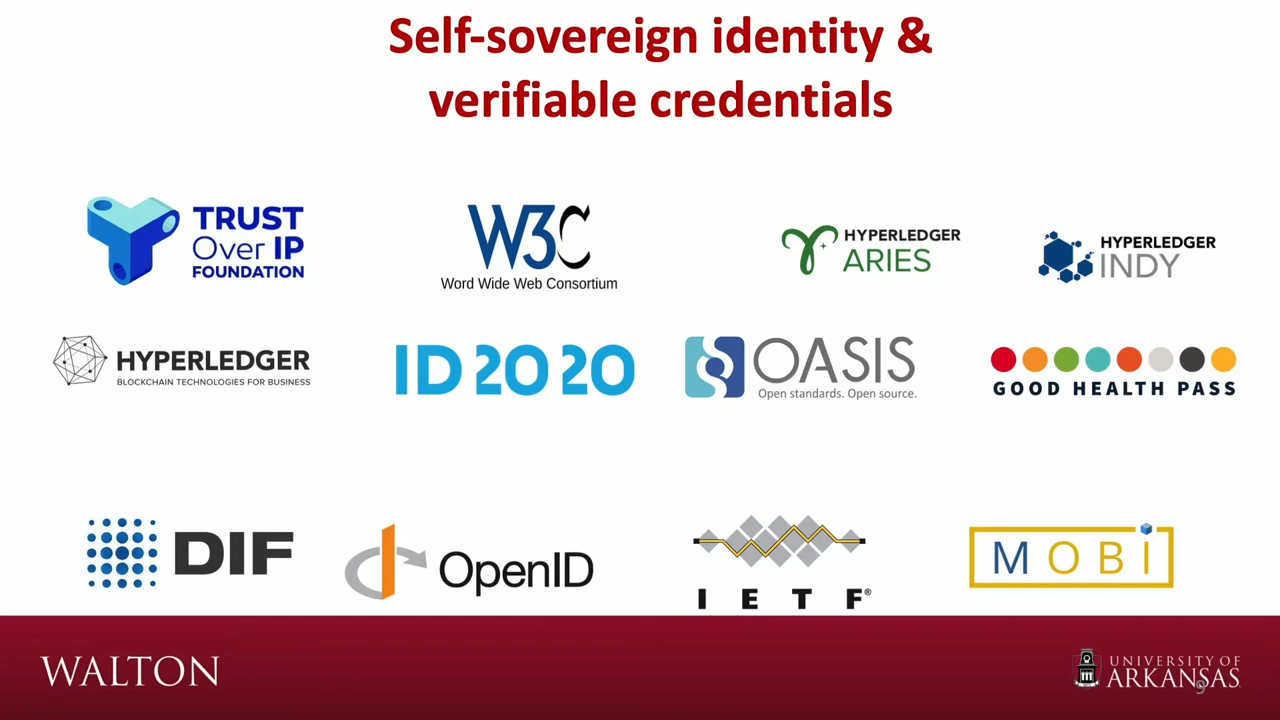 Self-sovereign identity &
verifiable credentials
TRUST
Over IP
FOUNDATION
W3C
Word Wide Web Consortium
HYPERLEDGER
ARIES
HYPERLEDGER
INDY
HYPERLEDGER
BLOCKCHAIN TECHNOLOGIES FOR BUSINESS
ID2020
OASIS
Open standards. Open source.
GOOD HEALTH PASS
DIF
OpenID
IETF®
MOBI
WALTON
UNIVERSITY OF
ARKANSAS
9